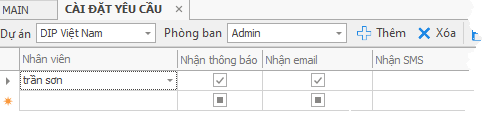 MAIN CÀI ĐẶT YÊU CẦU ×
Dự án DIP Việt Nam Phòng ban Admin Thêm Xóa
Nhân viên Nhận thông báo Nhận email Nhận SMS
trần sơn